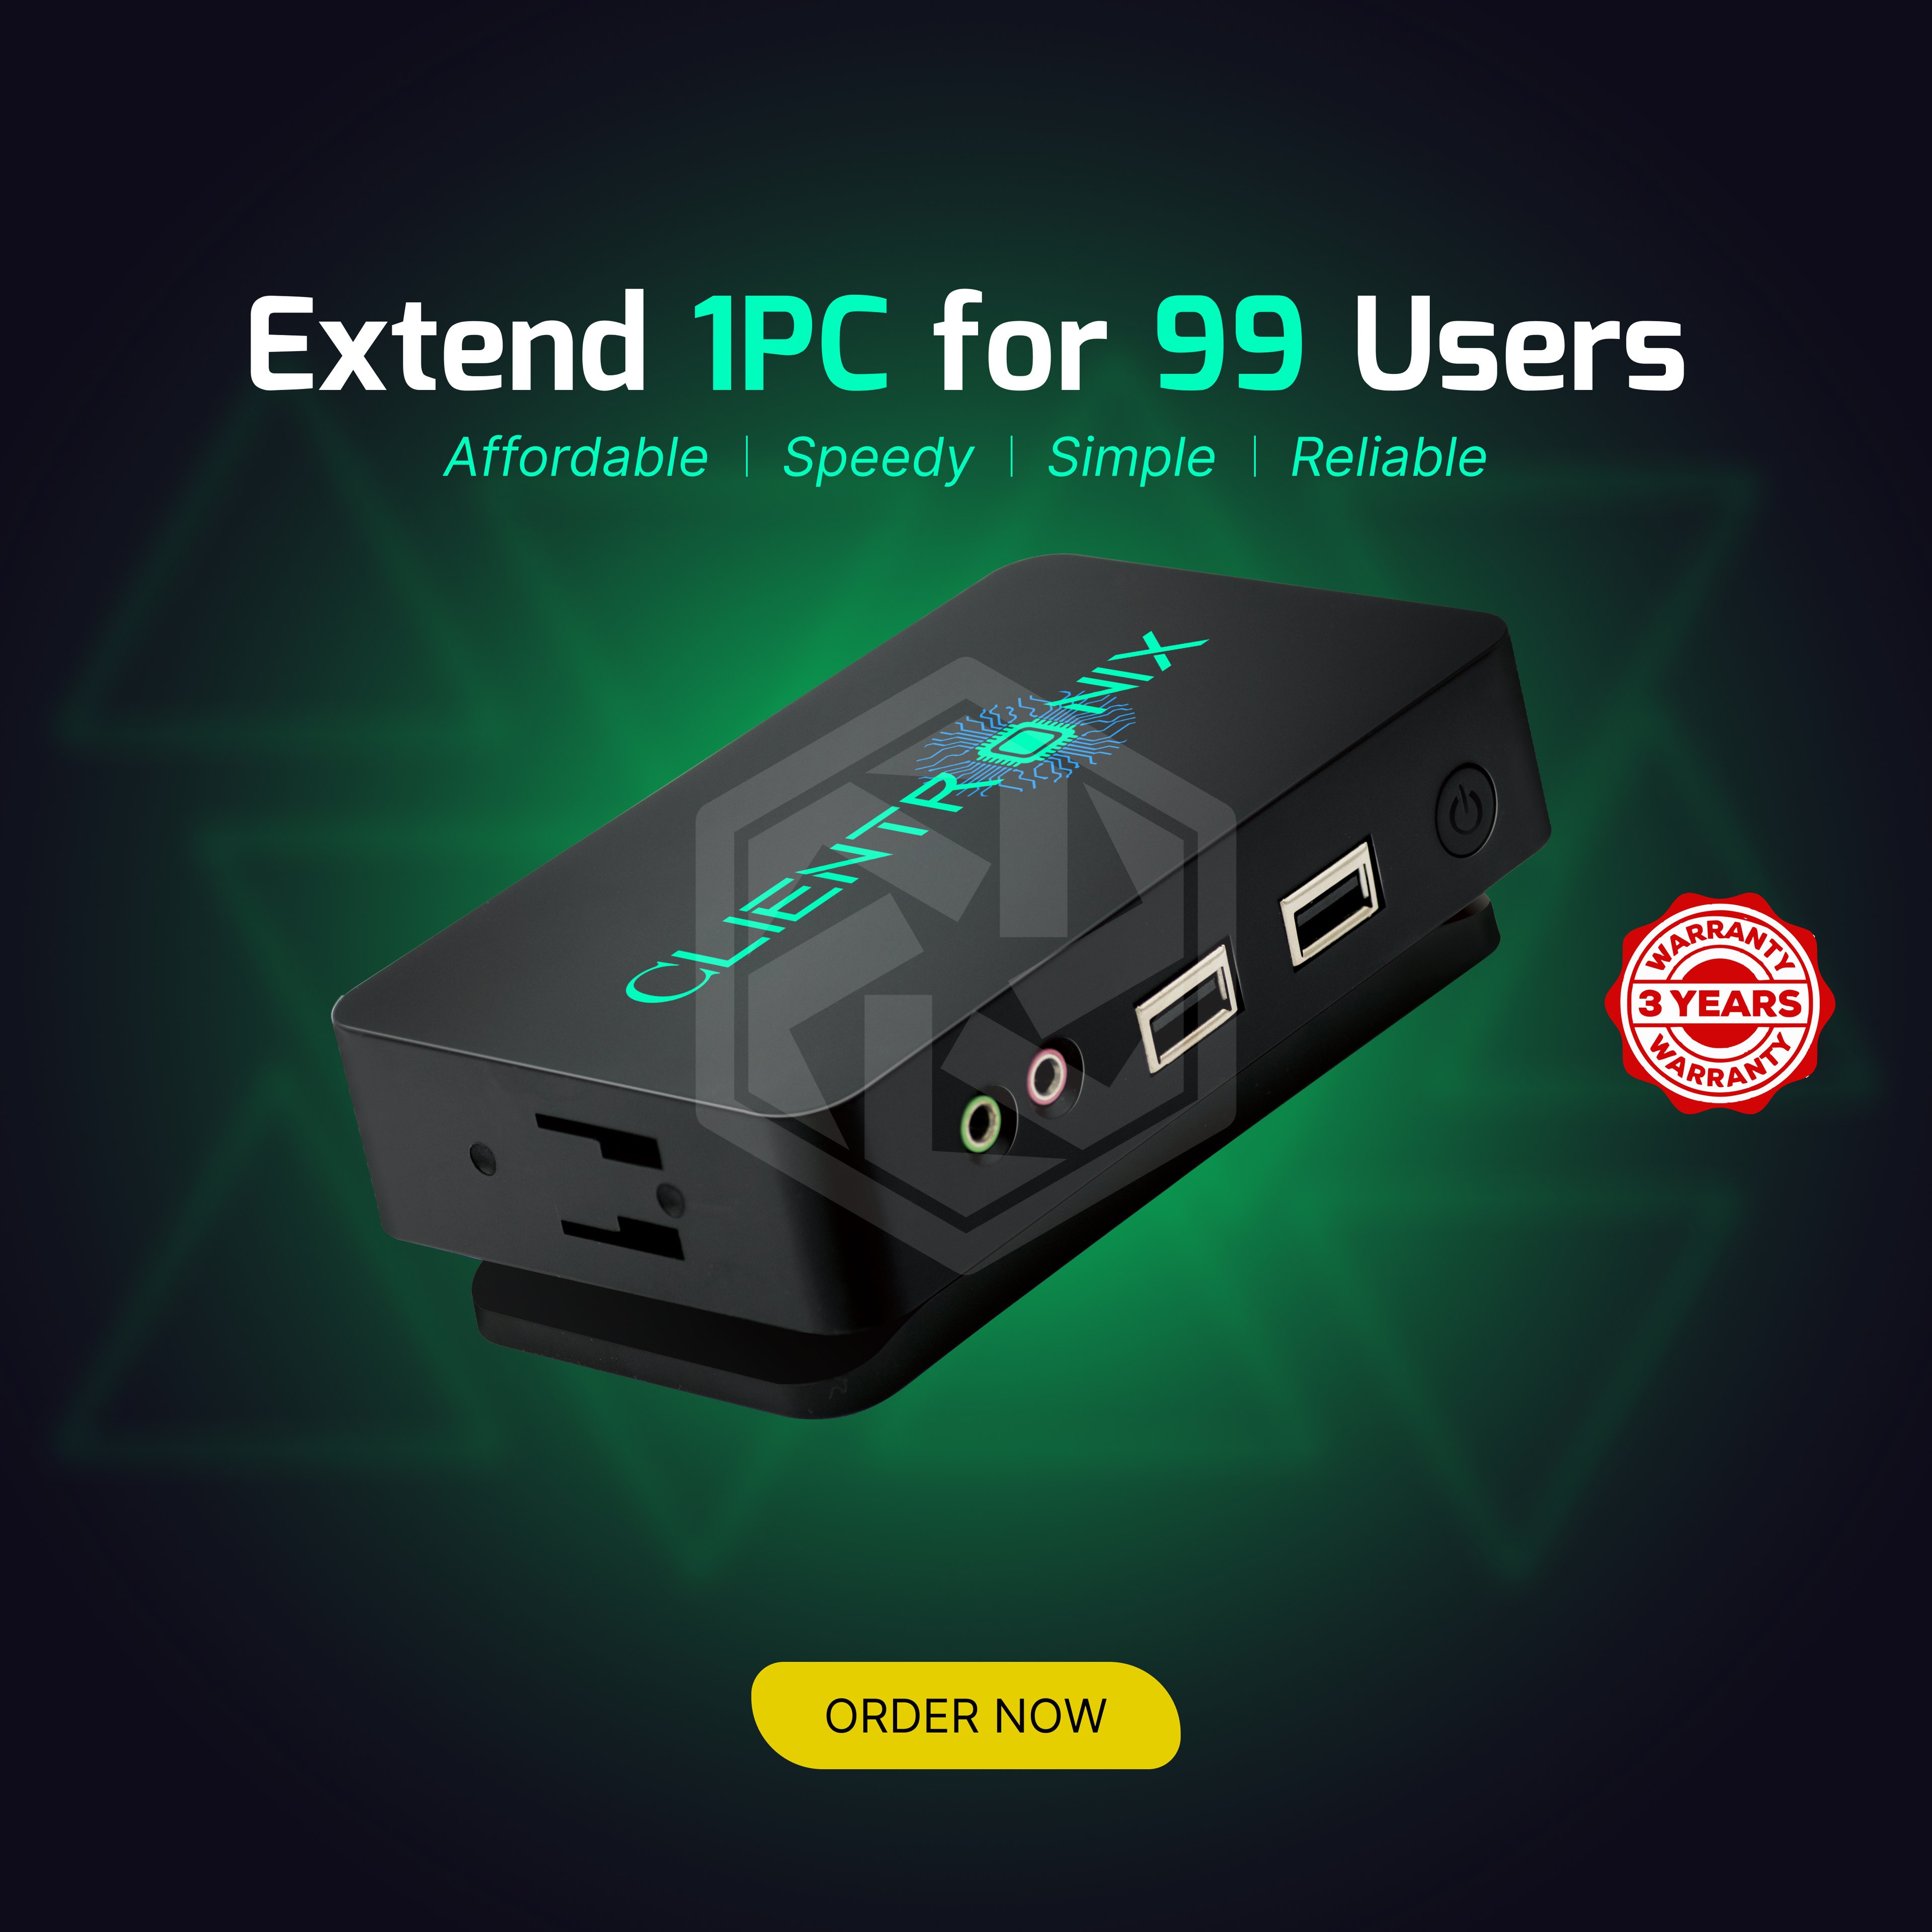 Extend 1PC for 99 Users
Affordable | Speedy | Simple | Reliable
CLIENTRONIX
WARRANTY
3 YEARS
WARRANTY
ORDER NOW